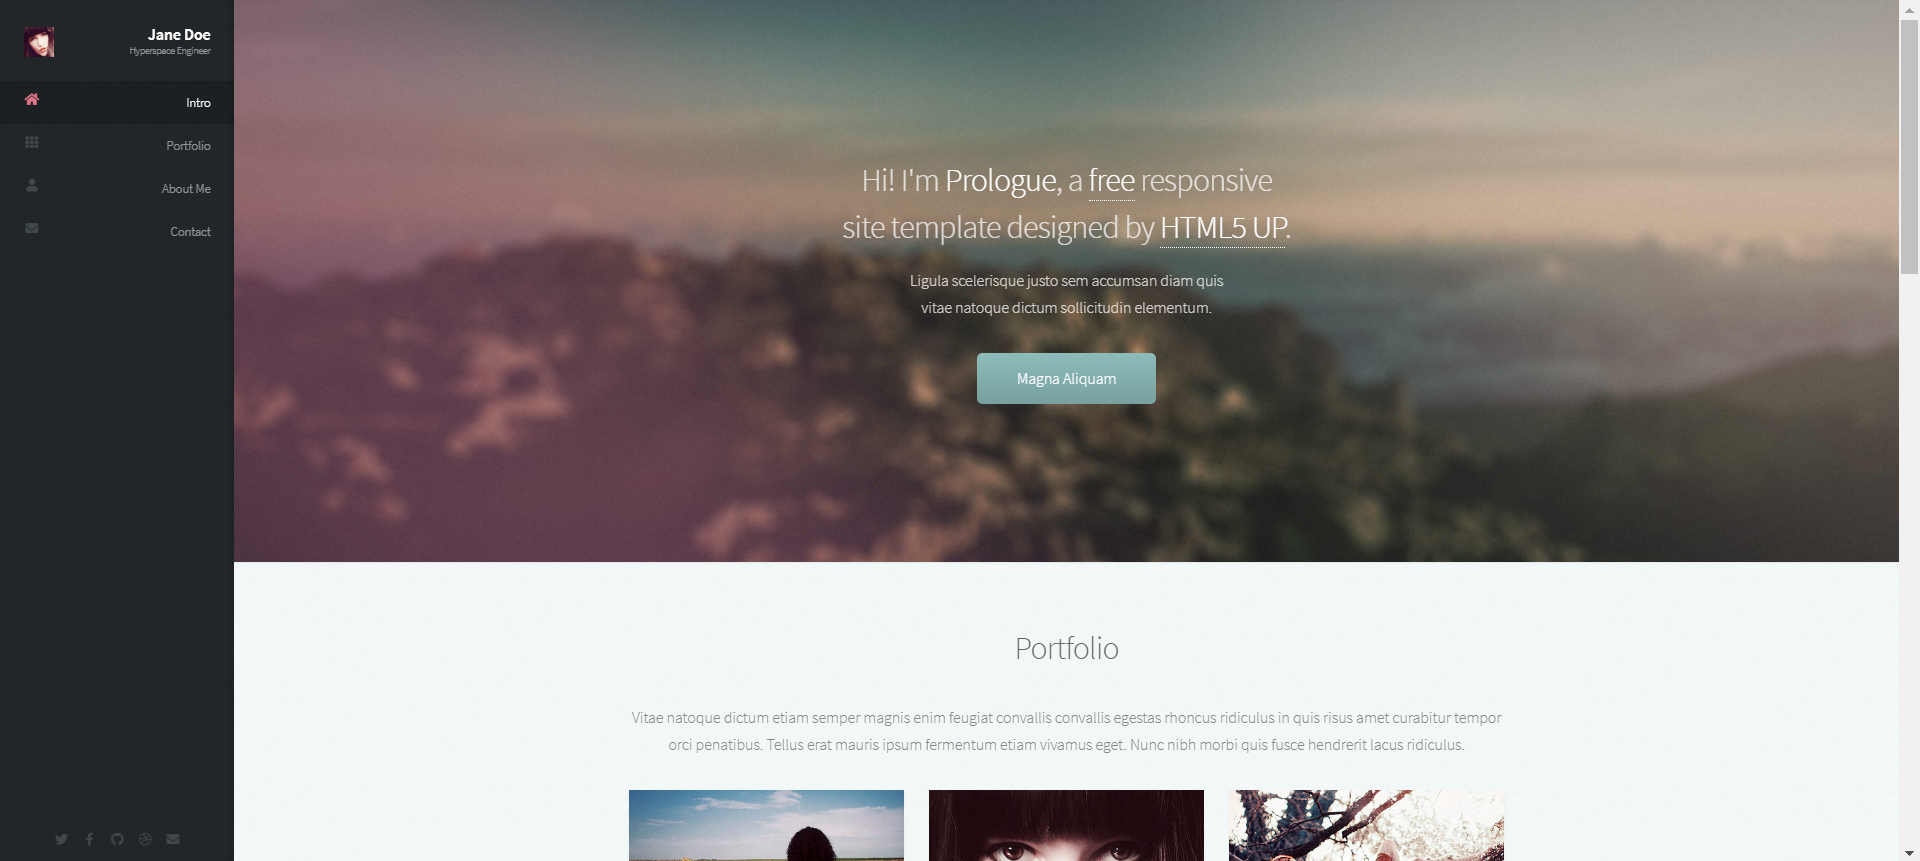 Jane Doe
Hyperspace Engineer
Intro
Portfolio
About Me
Contact
Hi! I'm Prologue, a free responsive
site template designed by HTML5 UP.
Ligula scelerisque justo sem accumsan diam quis
vitae natoque dictum sollicitudin elementum.
Magna Aliquam
Portfolio
Vitae natoque dictum etiam semper magnis enim feugiat convallis convallis egestas rhoncus ridiculus in quis risus amet curabitur tempor
orci penatibus. Tellus erat mauris ipsum fermentum etiam vivamus eget. Nunc nibh morbi quis fusce hendrerit lacus ridiculus.